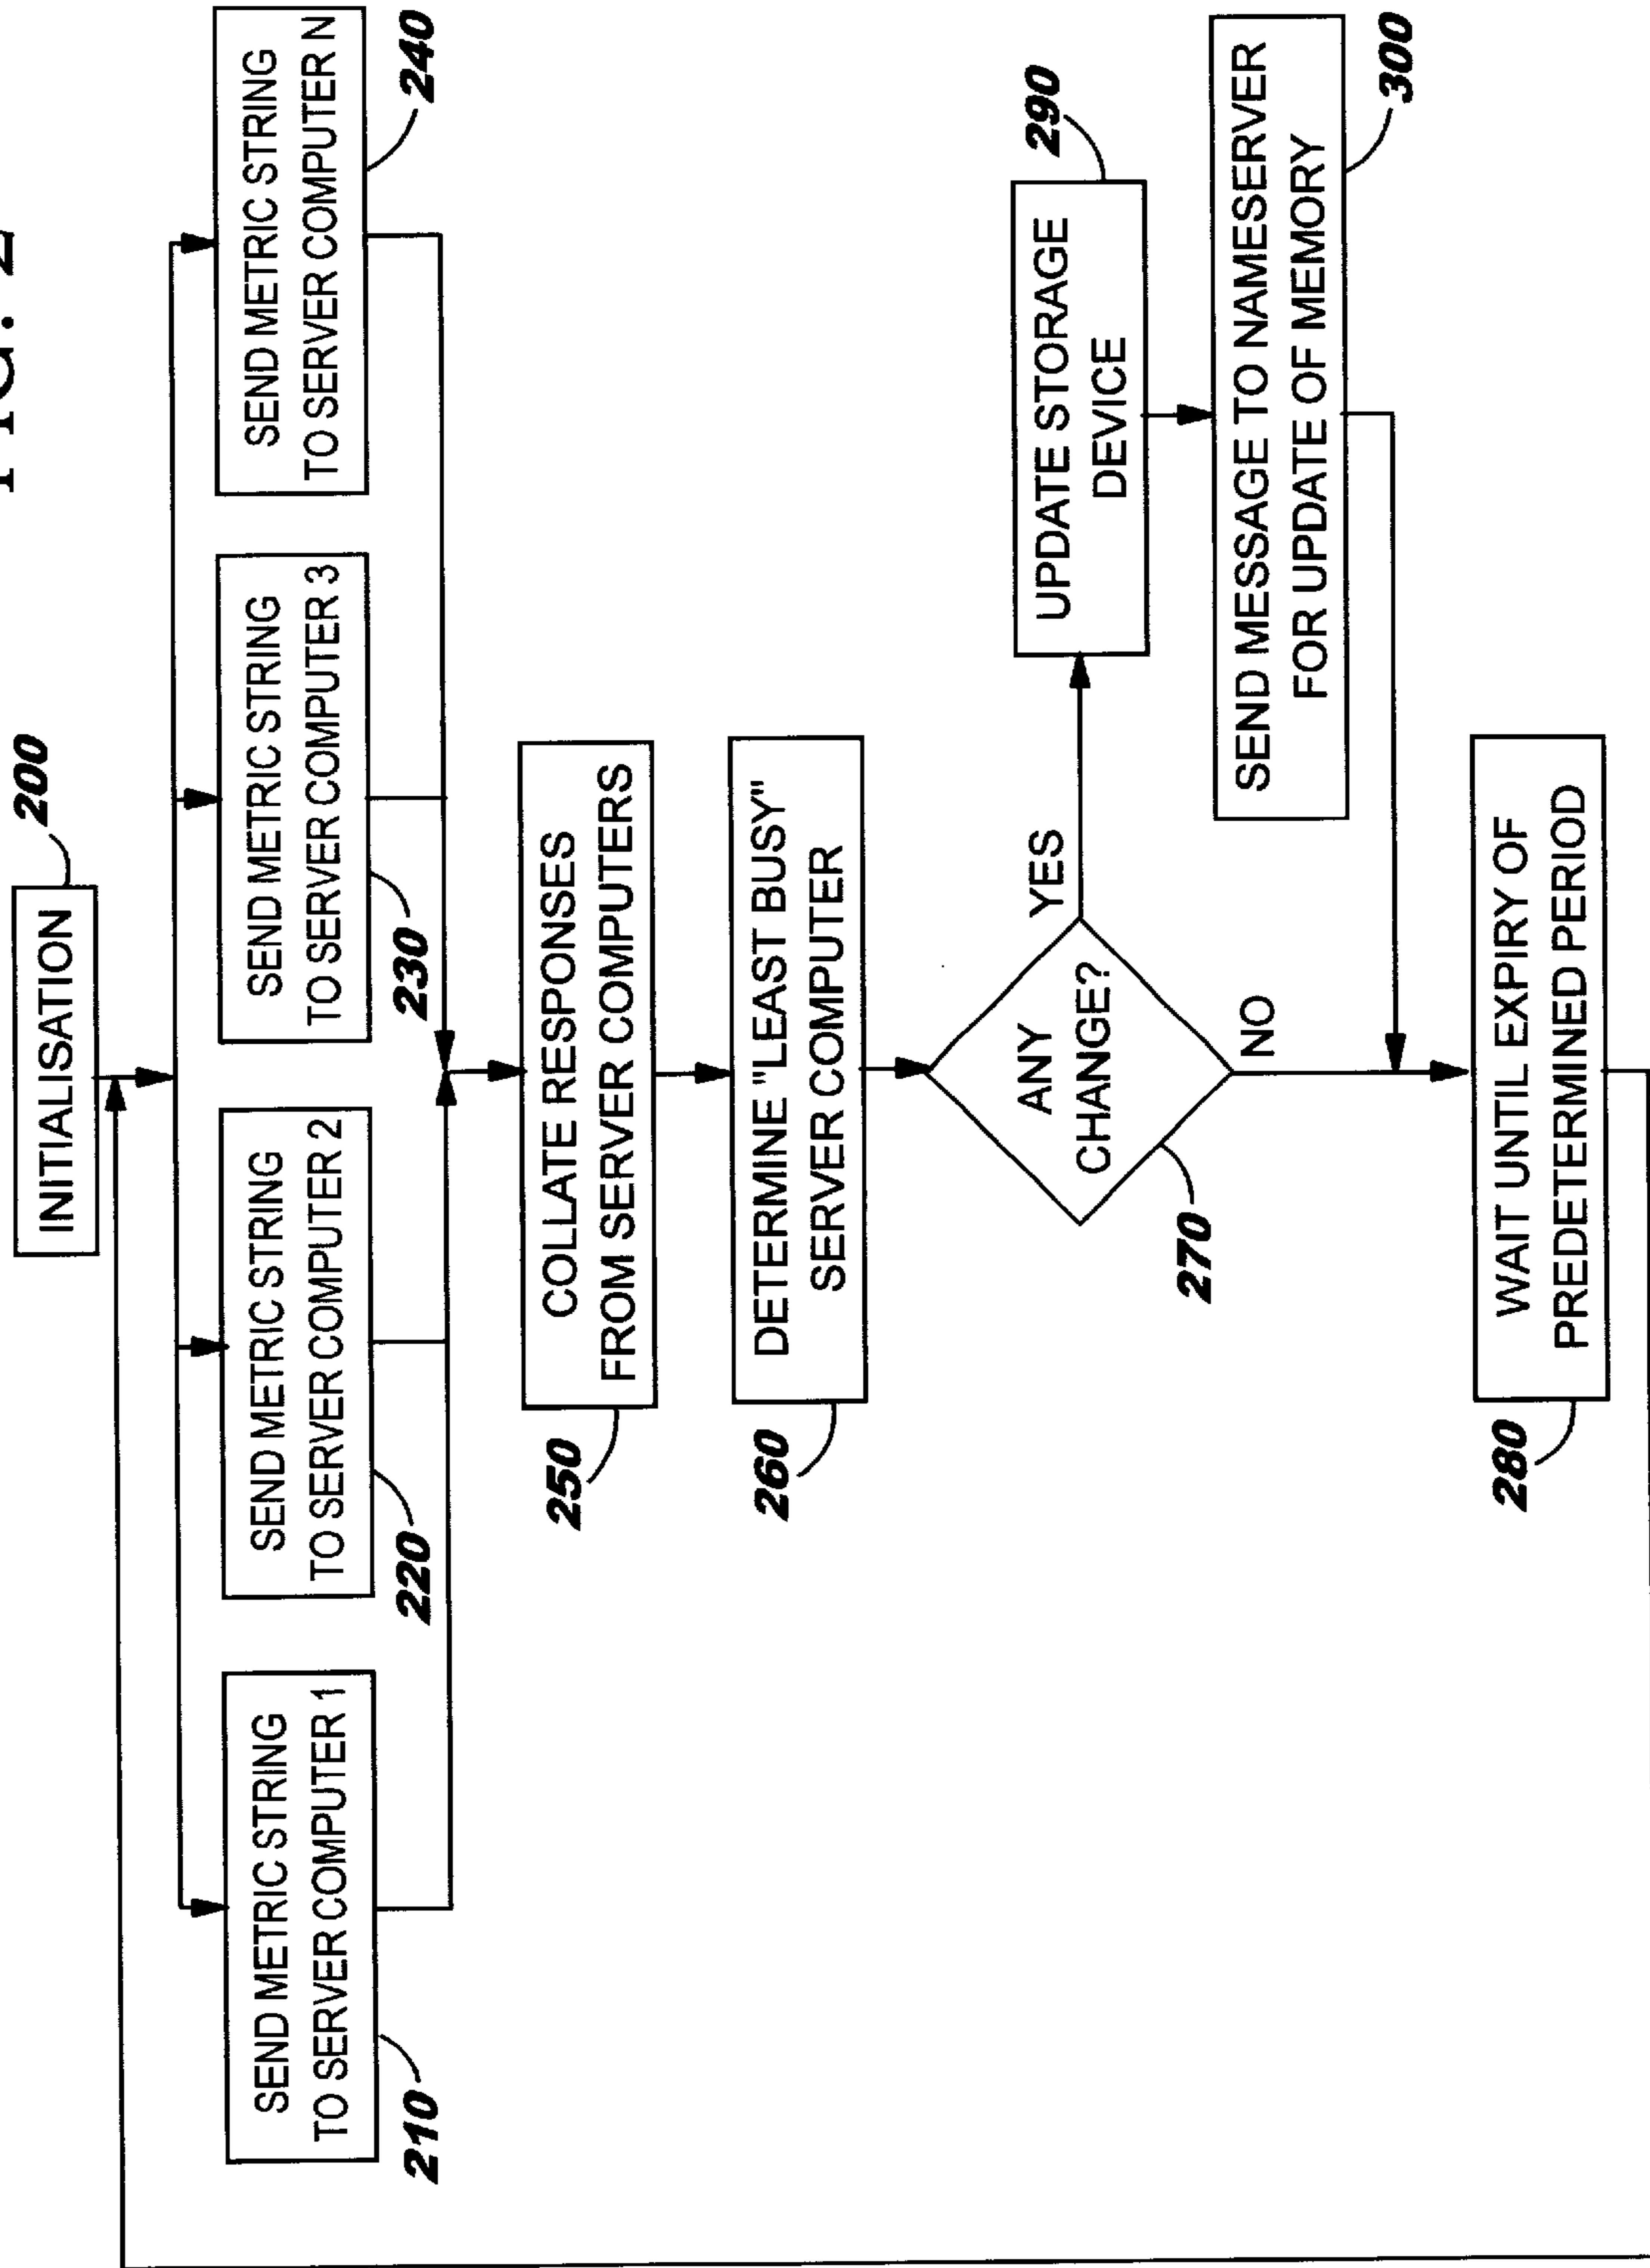 FIG. 2
INITIALISATION
200
SEND METRIC STRING
TO SERVER COMPUTER 1
210
SEND METRIC STRING
TO SERVER COMPUTER 2
220
SEND METRIC STRING
TO SERVER COMPUTER 3
230
SEND METRIC STRING
TO SERVER COMPUTER N
240
COLLATE RESPONSES
FROM SERVER COMPUTERS
250
DETERMINE "LEAST BUSY"
SERVER COMPUTER
260
ANY
CHANGE?
270
YES
NO
UPDATE STORAGE
DEVICE
290
SEND MESSAGE TO NAMESERVER
FOR UPDATE OF MEMORY
300
WAIT UNTIL EXPIRY OF
PREDETERMINED PERIOD
280